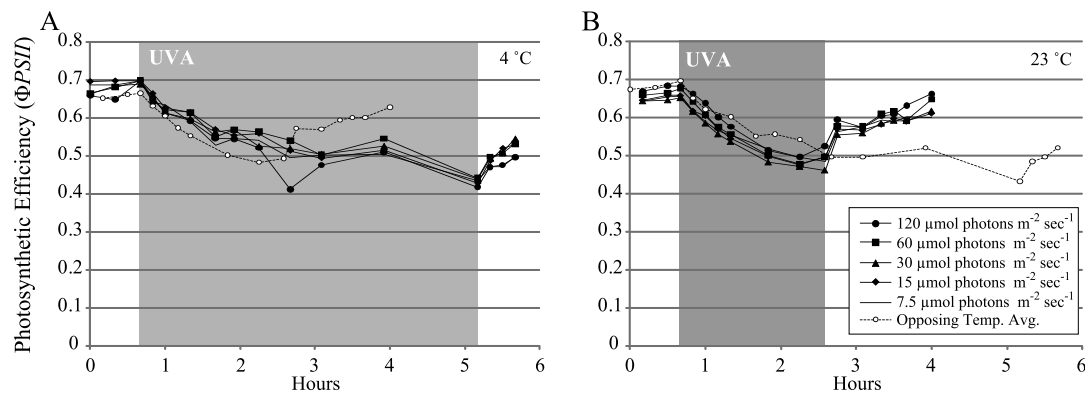 A
B
Photosynthetic Efficiency (ΦPSII)
0.8
0.7
0.6
0.5
0.4
0.3
0.2
0.1
0
UVA
4 ˚C
0 1 2 3 4 5 6
Hours
0.8
0.7
0.6
0.5
0.4
0.3
0.2
0.1
0
UVA
23 ˚C
120 µmol photons m-2 sec-1
60 µmol photons m-2 sec-1
30 µmol photons m-2 sec-1
15 µmol photons m-2 sec-1
7.5 µmol photons m-2 sec-1
Opposing Temp. Avg.
0 1 2 3 4 5 6
Hours